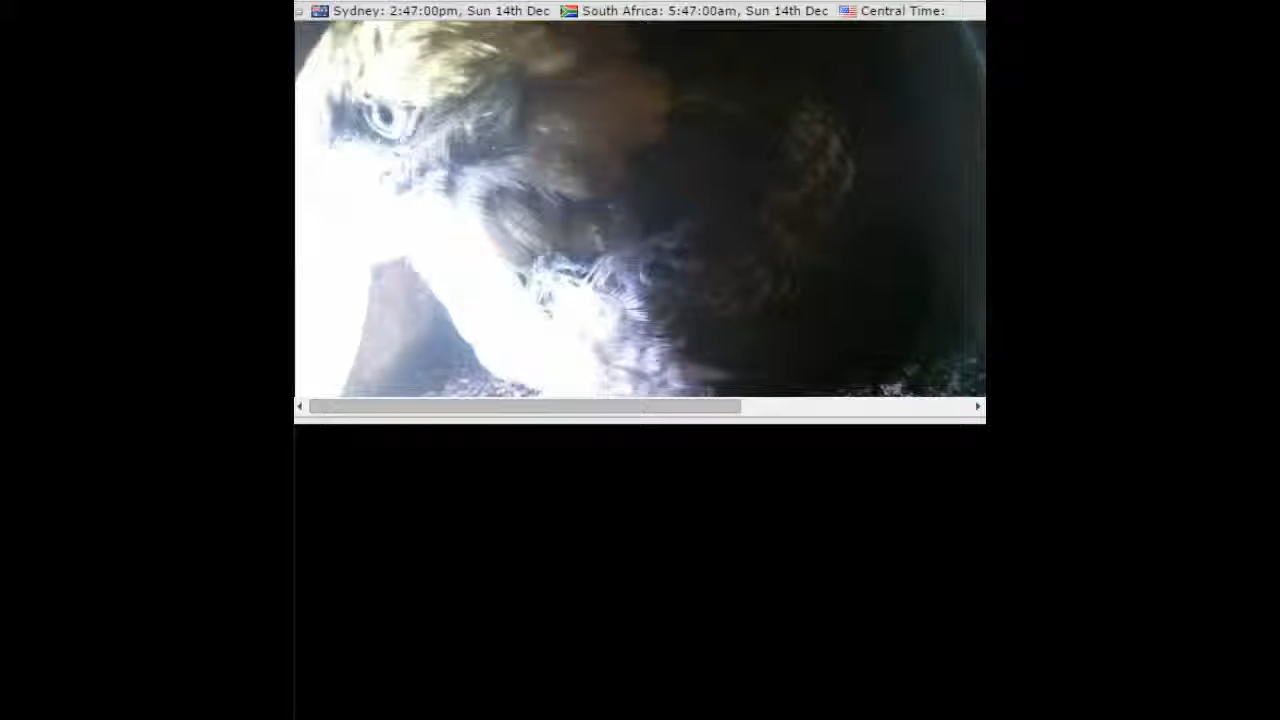 Sydney: 2:47:00pm, Sun 14th Dec South Africa: 5:47:00am, Sun 14th Dec Central Time: